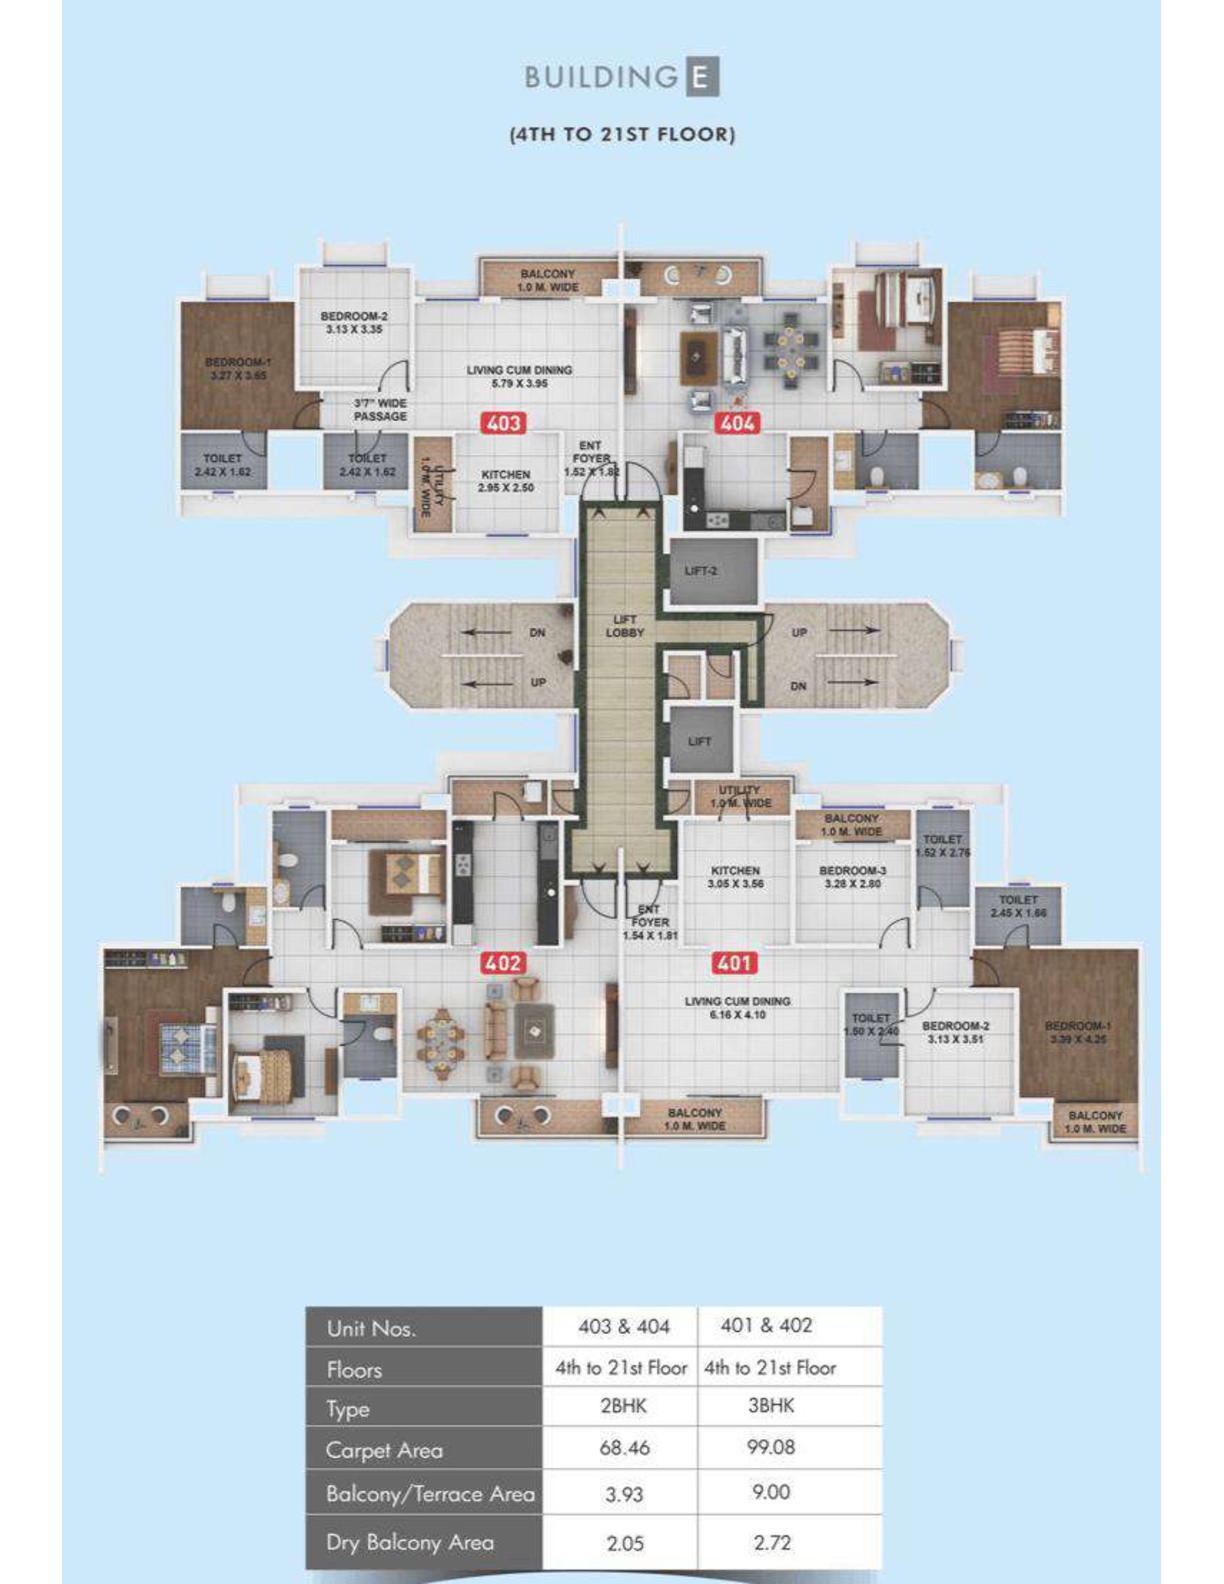 BUILDING E
(4TH TO 21ST FLOOR)
BALCONY
1.0 M. WIDE
BEDROOM-2
3.13 X 3.35
BEDROOM-1
3.27 X 3.65
LIVING CUM DINING
5.79 X 3.95
3'7" WIDE
PASSAGE
403
404
TOILET
2.42 X 1.62
TOILET
2.42 X 1.62
UTILITY
1.0 M. WIDE
KITCHEN
2.95 X 2.50
ENT
FOYER
1.52 X 1.82
LIFT-2
LIFT
LOBBY
DN
UP
UP
DN
LIFT
UTILITY
1.0 M. WIDE
BALCONY
1.0 M. WIDE
TOILET
1.52 X 2.75
KITCHEN
3.05 X 3.56
BEDROOM-3
3.28 X 2.80
TOILET
2.45 X 1.66
ENT
FOYER
1.54 X 1.81
402
401
LIVING CUM DINING
6.16 X 4.10
TOILET
1.50 X 2.40
BEDROOM-2
3.13 X 3.51
BEDROOM-1
3.39 X 4.25
BALCONY
1.0 M. WIDE
BALCONY
1.0 M. WIDE
Unit Nos. 403 & 404 401 & 402
Floors 4th to 21st Floor 4th to 21st Floor
Type 2BHK 3BHK
Carpet Area 68.46 99.08
Balcony/Terrace Area 3.93 9.00
Dry Balcony Area 2.05 2.72